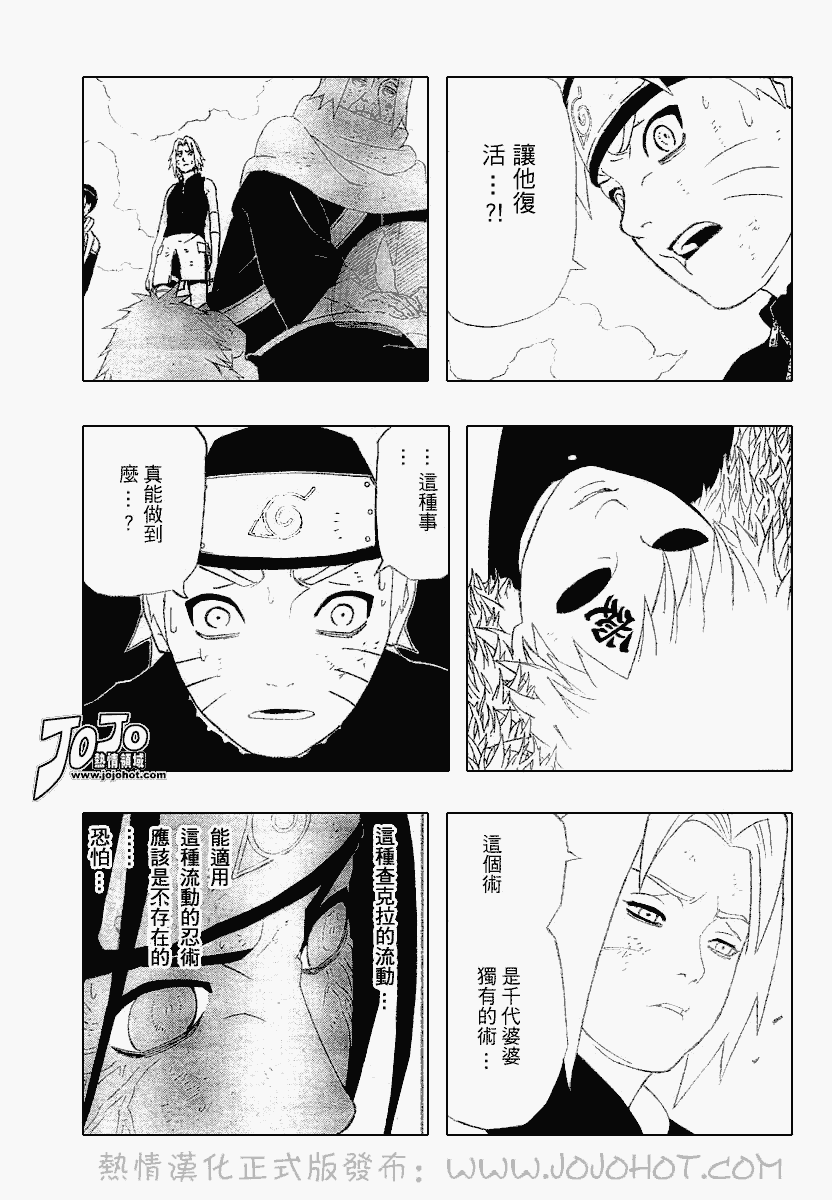 讓他復
活…?!
…這種事
…
真能做到
麼…?
這個術
是千代婆婆
獨有的術…
這種查克拉的流動…
能適用
這種流動的忍術
應該是不存在的
……
恐怕…
JOJO
熱情領域
www.jojohot.com
熱情漢化正式版發布：www.JOJOHOT.com